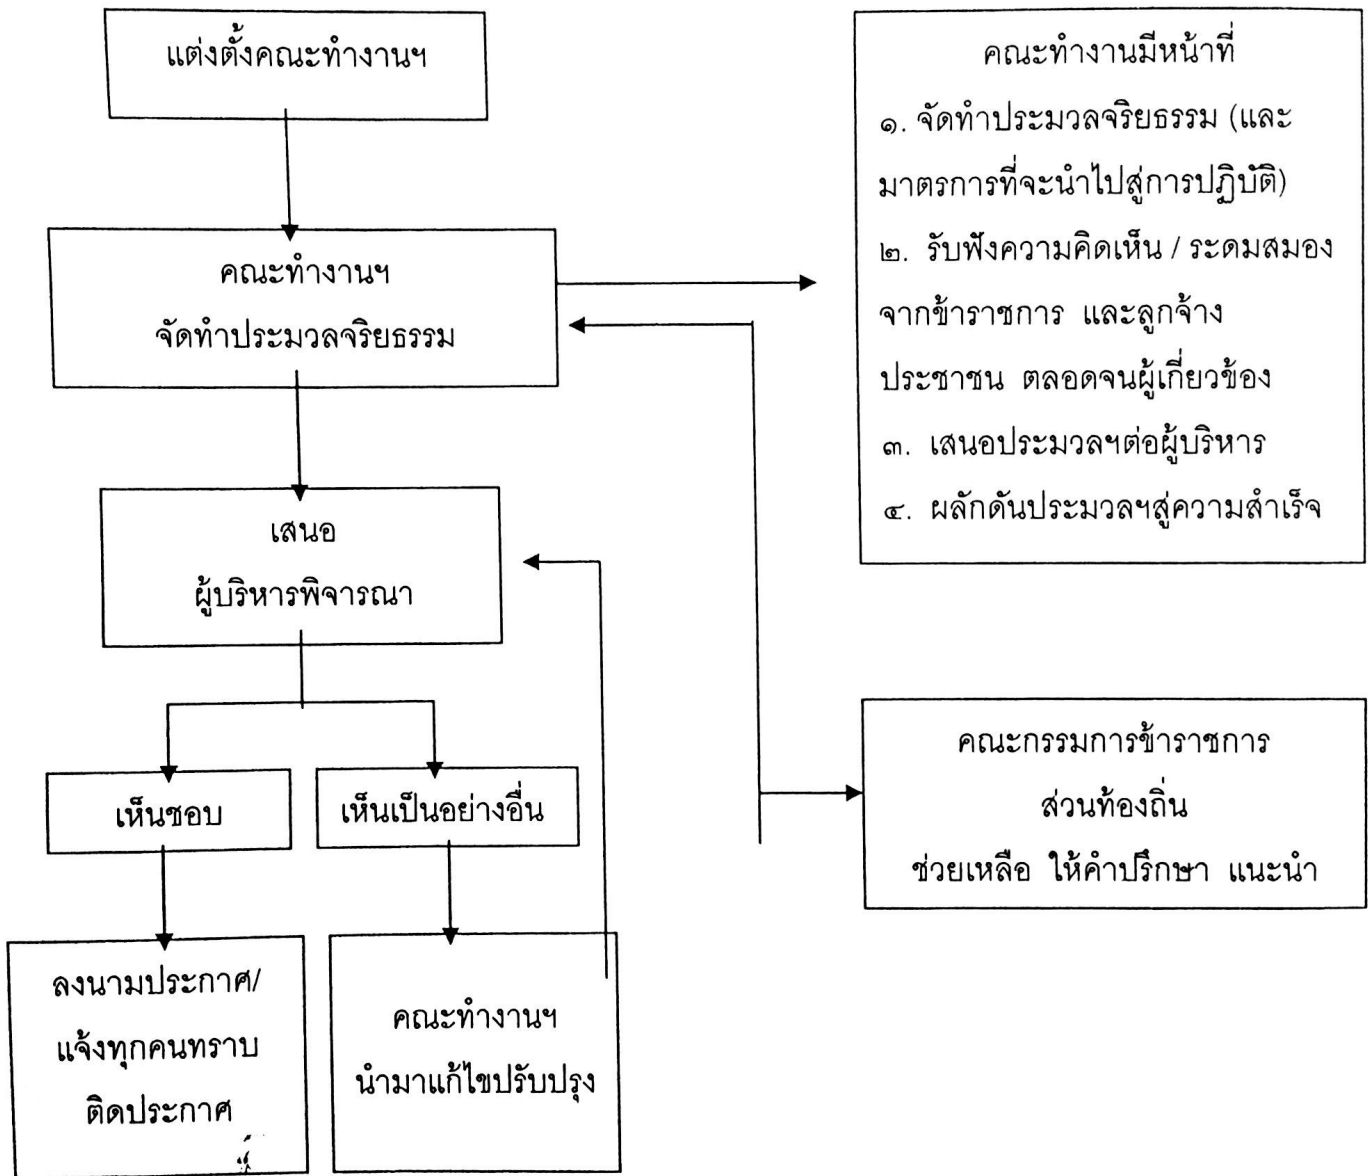 แต่งตั้งคณะทำงานฯ
คณะทำงานฯ
จัดทำประมวลจริยธรรม
เสนอ
ผู้บริหารพิจารณา
เห็นชอบ
เห็นเป็นอย่างอื่น
ลงนามประกาศ/
แจ้งทุกคนทราบ
ติดประกาศ
คณะทำงานฯ
นำมาแก้ไขปรับปรุง
คณะทำงานมีหน้าที่
๑. จัดทำประมวลจริยธรรม (และ
มาตรการที่จะนำไปสู่การปฏิบัติ)
๒. รับฟังความคิดเห็น / ระดมสมอง
จากข้าราชการ และลูกจ้าง
ประชาชน ตลอดจนผู้เกี่ยวข้อง
๓. เสนอประมวลฯต่อผู้บริหาร
๔. ผลักดันประมวลฯสู่ความสำเร็จ
คณะกรรมการข้าราชการ
ส่วนท้องถิ่น
ช่วยเหลือ ให้คำปรึกษา แนะนำ